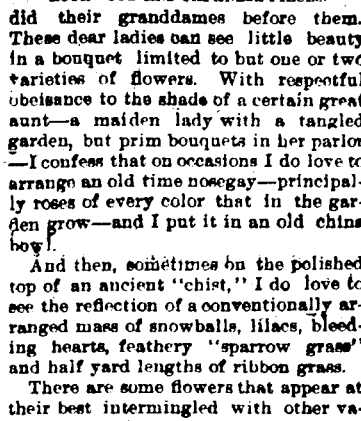 did their granddames before them.
These dear ladies can see little beauty
in a bouquet limited to but one or two
varieties of flowers. With respectful
obeisance to the shade of a certain great
aunt—a maiden lady with a tangled
garden, but prim bouquets in her parlor
—I confess that on occasions I do love to
arrange an old time nosegay—principal-
ly roses of every color that in the gar-
den grow—and I put it in an old china
bowl.
And then, sometimes on the polished
top of an ancient "chist," I do love to
see the reflection of a conventionally ar-
ranged mass of snowballs, lilacs, bleed-
ing hearts, feathery "sparrow grass"
and half yard lengths of ribbon grass.
There are some flowers that appear at
their best intermingled with other va-